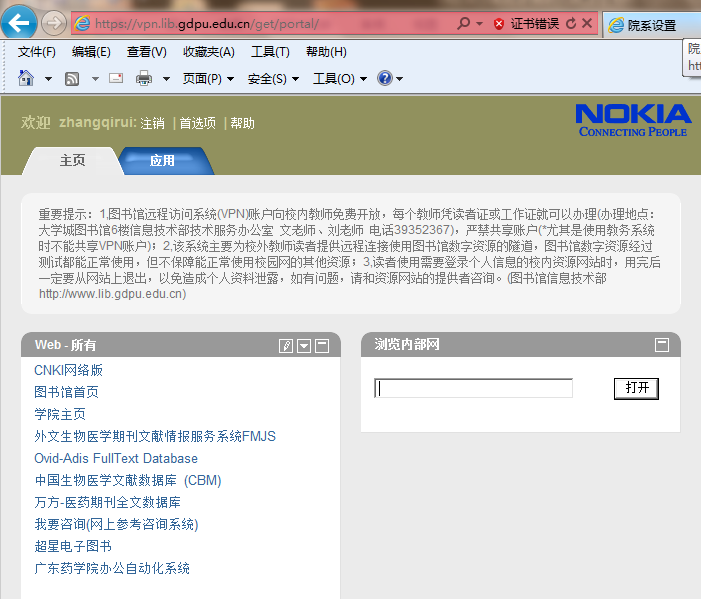 https://vpn.lib.gdpu.edu.cn/get/portal/
证书错误
院系设置
文件(F) 编辑(E) 查看(V) 收藏夹(A) 工具(T) 帮助(H)
院
htt
页面(P) 安全(S) 工具(O)
欢迎 zhangqirui: 注销 | 首选项 | 帮助
NOKIA
CONNECTING PEOPLE
主页 应用
重要提示：1,图书馆远程访问系统(VPN)账户向校内教师免费开放，每个教师凭读者证或工作证就可以办理(办理地点：
大学城图书馆6楼信息技术部技术服务办公室 文老师、刘老师 电话39352367)，严禁共享账户(*尤其是使用教务系统
时不能共享VPN账户)；2,该系统主要为校外教师读者提供远程连接使用图书馆数字资源的隧道，图书馆数字资源经过
测试都能正常使用，但不保障能正常使用校园网的其他资源；3,读者使用需要登录个人信息的校内资源网站时，用完后
一定要从网站上退出，以免造成个人资料泄露，如有问题，请和资源网站的提供者咨询。(图书馆信息技术部
http://www.lib.gdpu.edu.cn)
Web - 所有
CNKI网络版
图书馆首页
学院主页
外文生物医学期刊文献情报服务系统FMJS
Ovid-Adis FullText Database
中国生物医学文献数据库 (CBM)
万方-医药期刊全文数据库
我要咨询(网上参考咨询系统)
超星电子图书
广东药学院办公自动化系统
浏览内部网
打开